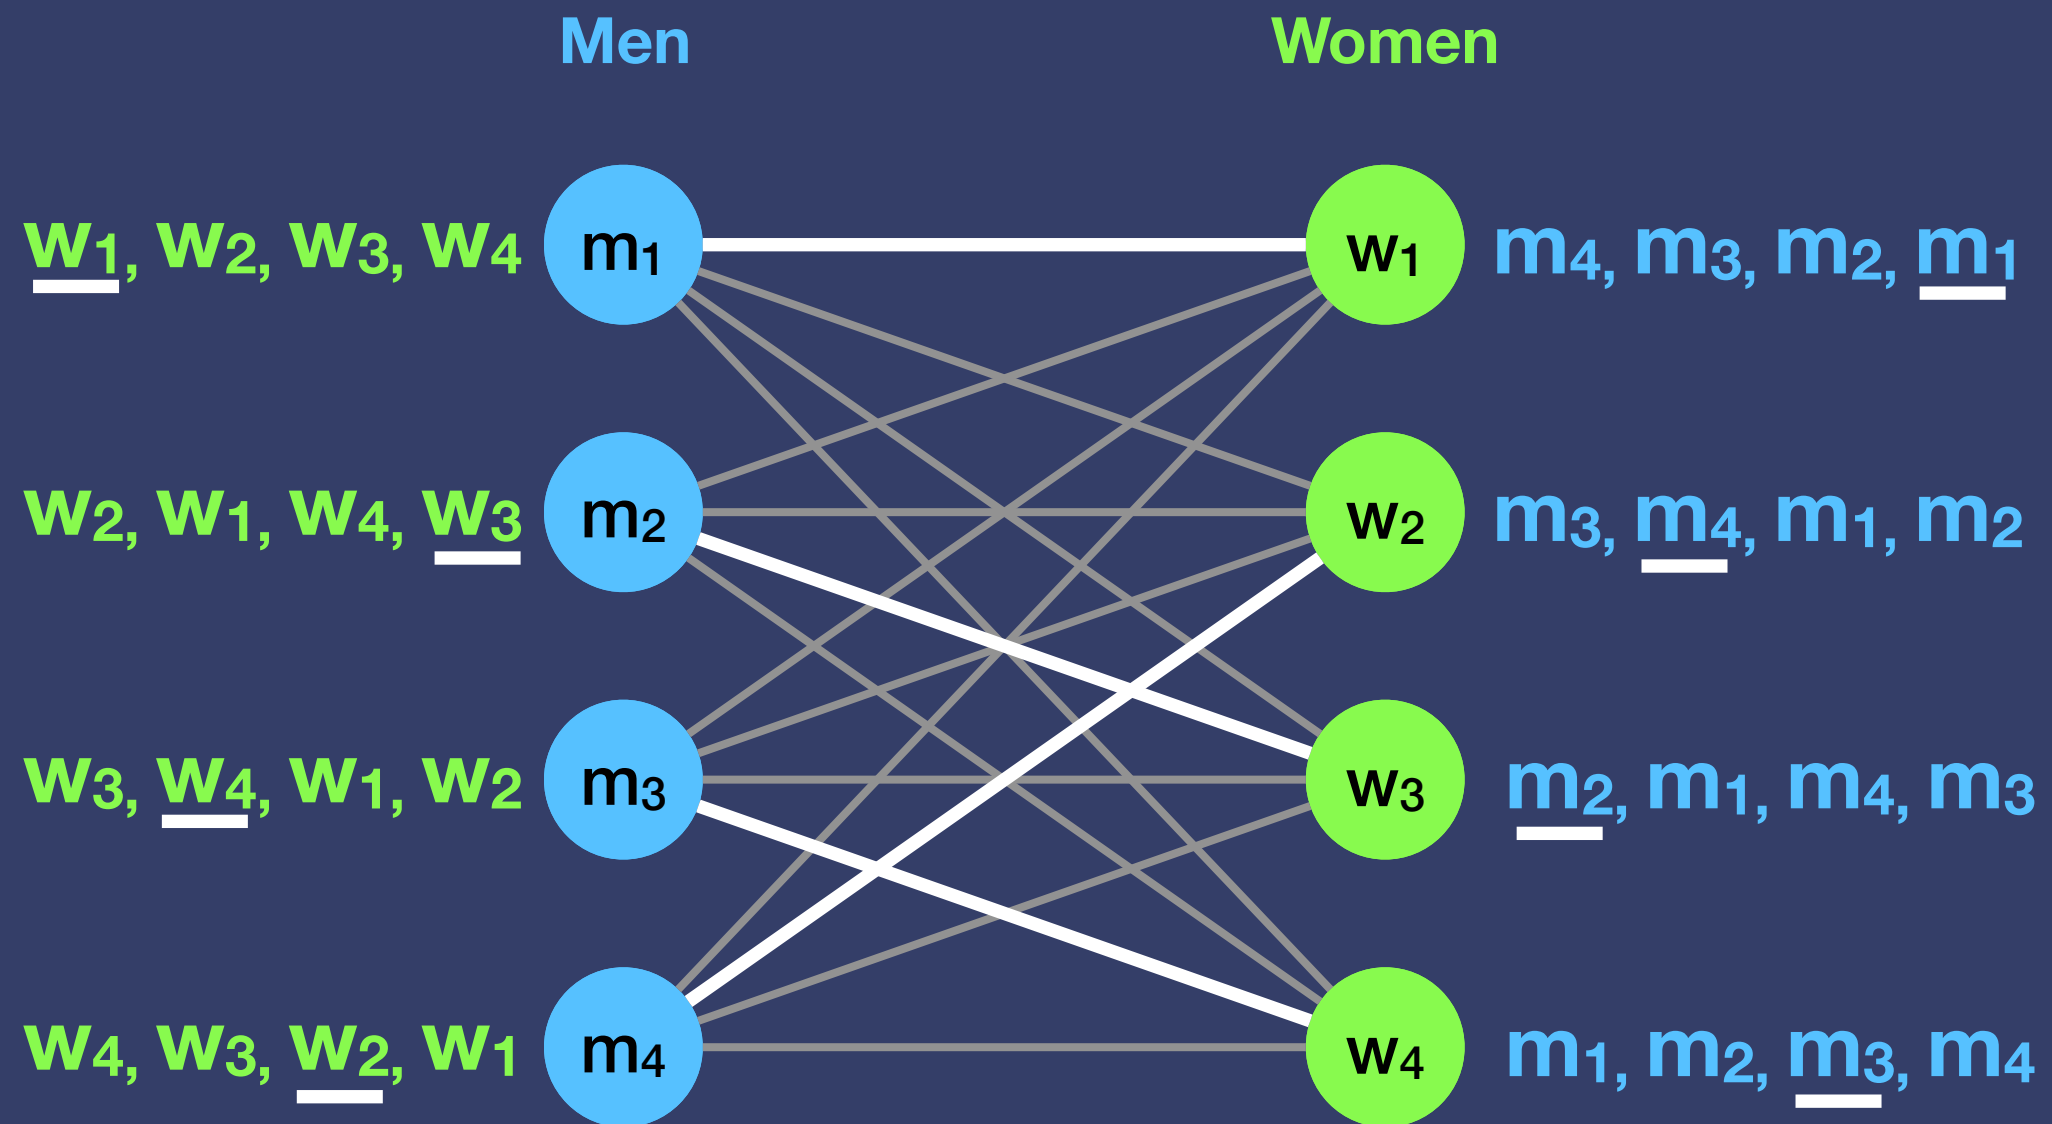 Men Women
w1, w2, w3, w4 m1 w1 m4, m3, m2, m1
w2, w1, w4, w3 m2 w2 m3, m4, m1, m2
w3, w4, w1, w2 m3 w3 m2, m1, m4, m3
w4, w3, w2, w1 m4 w4 m1, m2, m3, m4